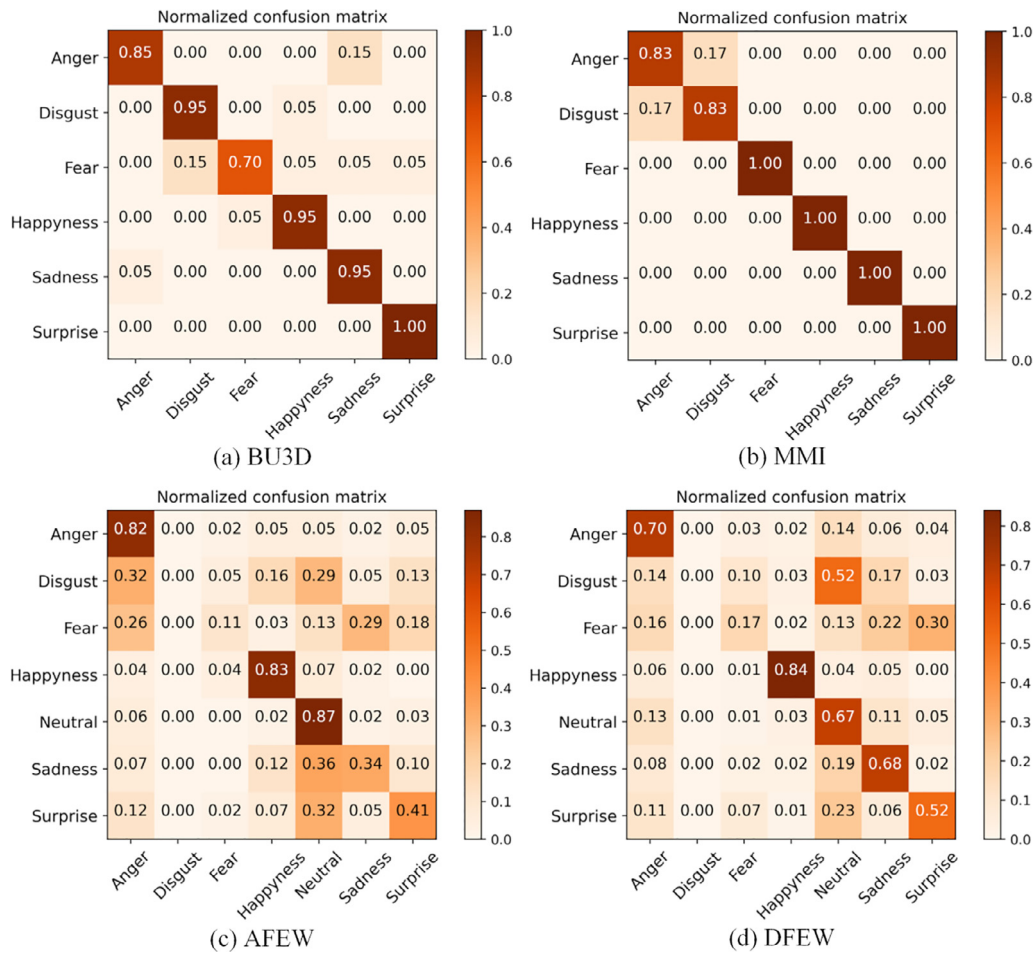 Normalized confusion matrix
Anger 0.85 0.00 0.00 0.00 0.15 0.00
Disgust 0.00 0.95 0.00 0.05 0.00 0.00
Fear 0.00 0.15 0.70 0.05 0.05 0.05
Happyness 0.00 0.00 0.05 0.95 0.00 0.00
Sadness 0.05 0.00 0.00 0.00 0.95 0.00
Surprise 0.00 0.00 0.00 0.00 0.00 1.00
Anger Disgust Fear Happyness Sadness Surprise
1.0
0.8
0.6
0.4
0.2
0.0
(a) BU3D
Normalized confusion matrix
Anger 0.83 0.17 0.00 0.00 0.00 0.00
Disgust 0.17 0.83 0.00 0.00 0.00 0.00
Fear 0.00 0.00 1.00 0.00 0.00 0.00
Happyness 0.00 0.00 0.00 1.00 0.00 0.00
Sadness 0.00 0.00 0.00 0.00 1.00 0.00
Surprise 0.00 0.00 0.00 0.00 0.00 1.00
Anger Disgust Fear Happyness Sadness Surprise
1.0
0.8
0.6
0.4
0.2
0.0
(b) MMI
Normalized confusion matrix
Anger 0.82 0.00 0.02 0.05 0.05 0.02 0.05
Disgust 0.32 0.00 0.05 0.16 0.29 0.05 0.13
Fear 0.26 0.00 0.11 0.03 0.13 0.29 0.18
Happyness 0.04 0.00 0.04 0.83 0.07 0.02 0.00
Neutral 0.06 0.00 0.00 0.02 0.87 0.02 0.03
Sadness 0.07 0.00 0.00 0.12 0.36 0.34 0.10
Surprise 0.12 0.00 0.02 0.07 0.32 0.05 0.41
Anger Disgust Fear Happyness Neutral Sadness Surprise
0.8
0.7
0.6
0.5
0.4
0.3
0.2
0.1
0.0
(c) AFEW
Normalized confusion matrix
Anger 0.70 0.00 0.03 0.02 0.14 0.06 0.04
Disgust 0.14 0.00 0.10 0.03 0.52 0.17 0.03
Fear 0.16 0.00 0.17 0.02 0.13 0.22 0.30
Happyness 0.06 0.00 0.01 0.84 0.04 0.05 0.00
Neutral 0.13 0.00 0.01 0.03 0.67 0.11 0.05
Sadness 0.08 0.00 0.02 0.02 0.19 0.68 0.02
Surprise 0.11 0.00 0.07 0.01 0.23 0.06 0.52
Anger Disgust Fear Happyness Neutral Sadness Surprise
0.8
0.7
0.6
0.5
0.4
0.3
0.2
0.1
0.0
(d) DFEW